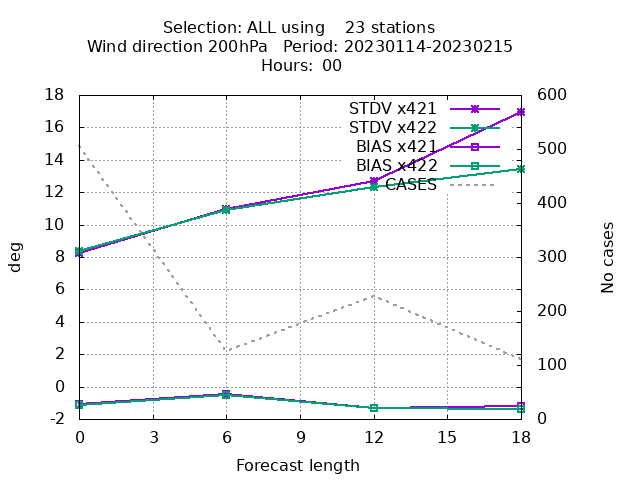 Selection: ALL using    23 stations
Wind direction 200hPa   Period: 20230114-20230215
Hours: 00
STDV x421
STDV x422
BIAS x421
BIAS x422
CASES
18
16
14
12
10
8
6
4
2
0
-2
deg
600
500
400
300
200
100
0
No cases
0 3 6 9 12 15 18
Forecast length